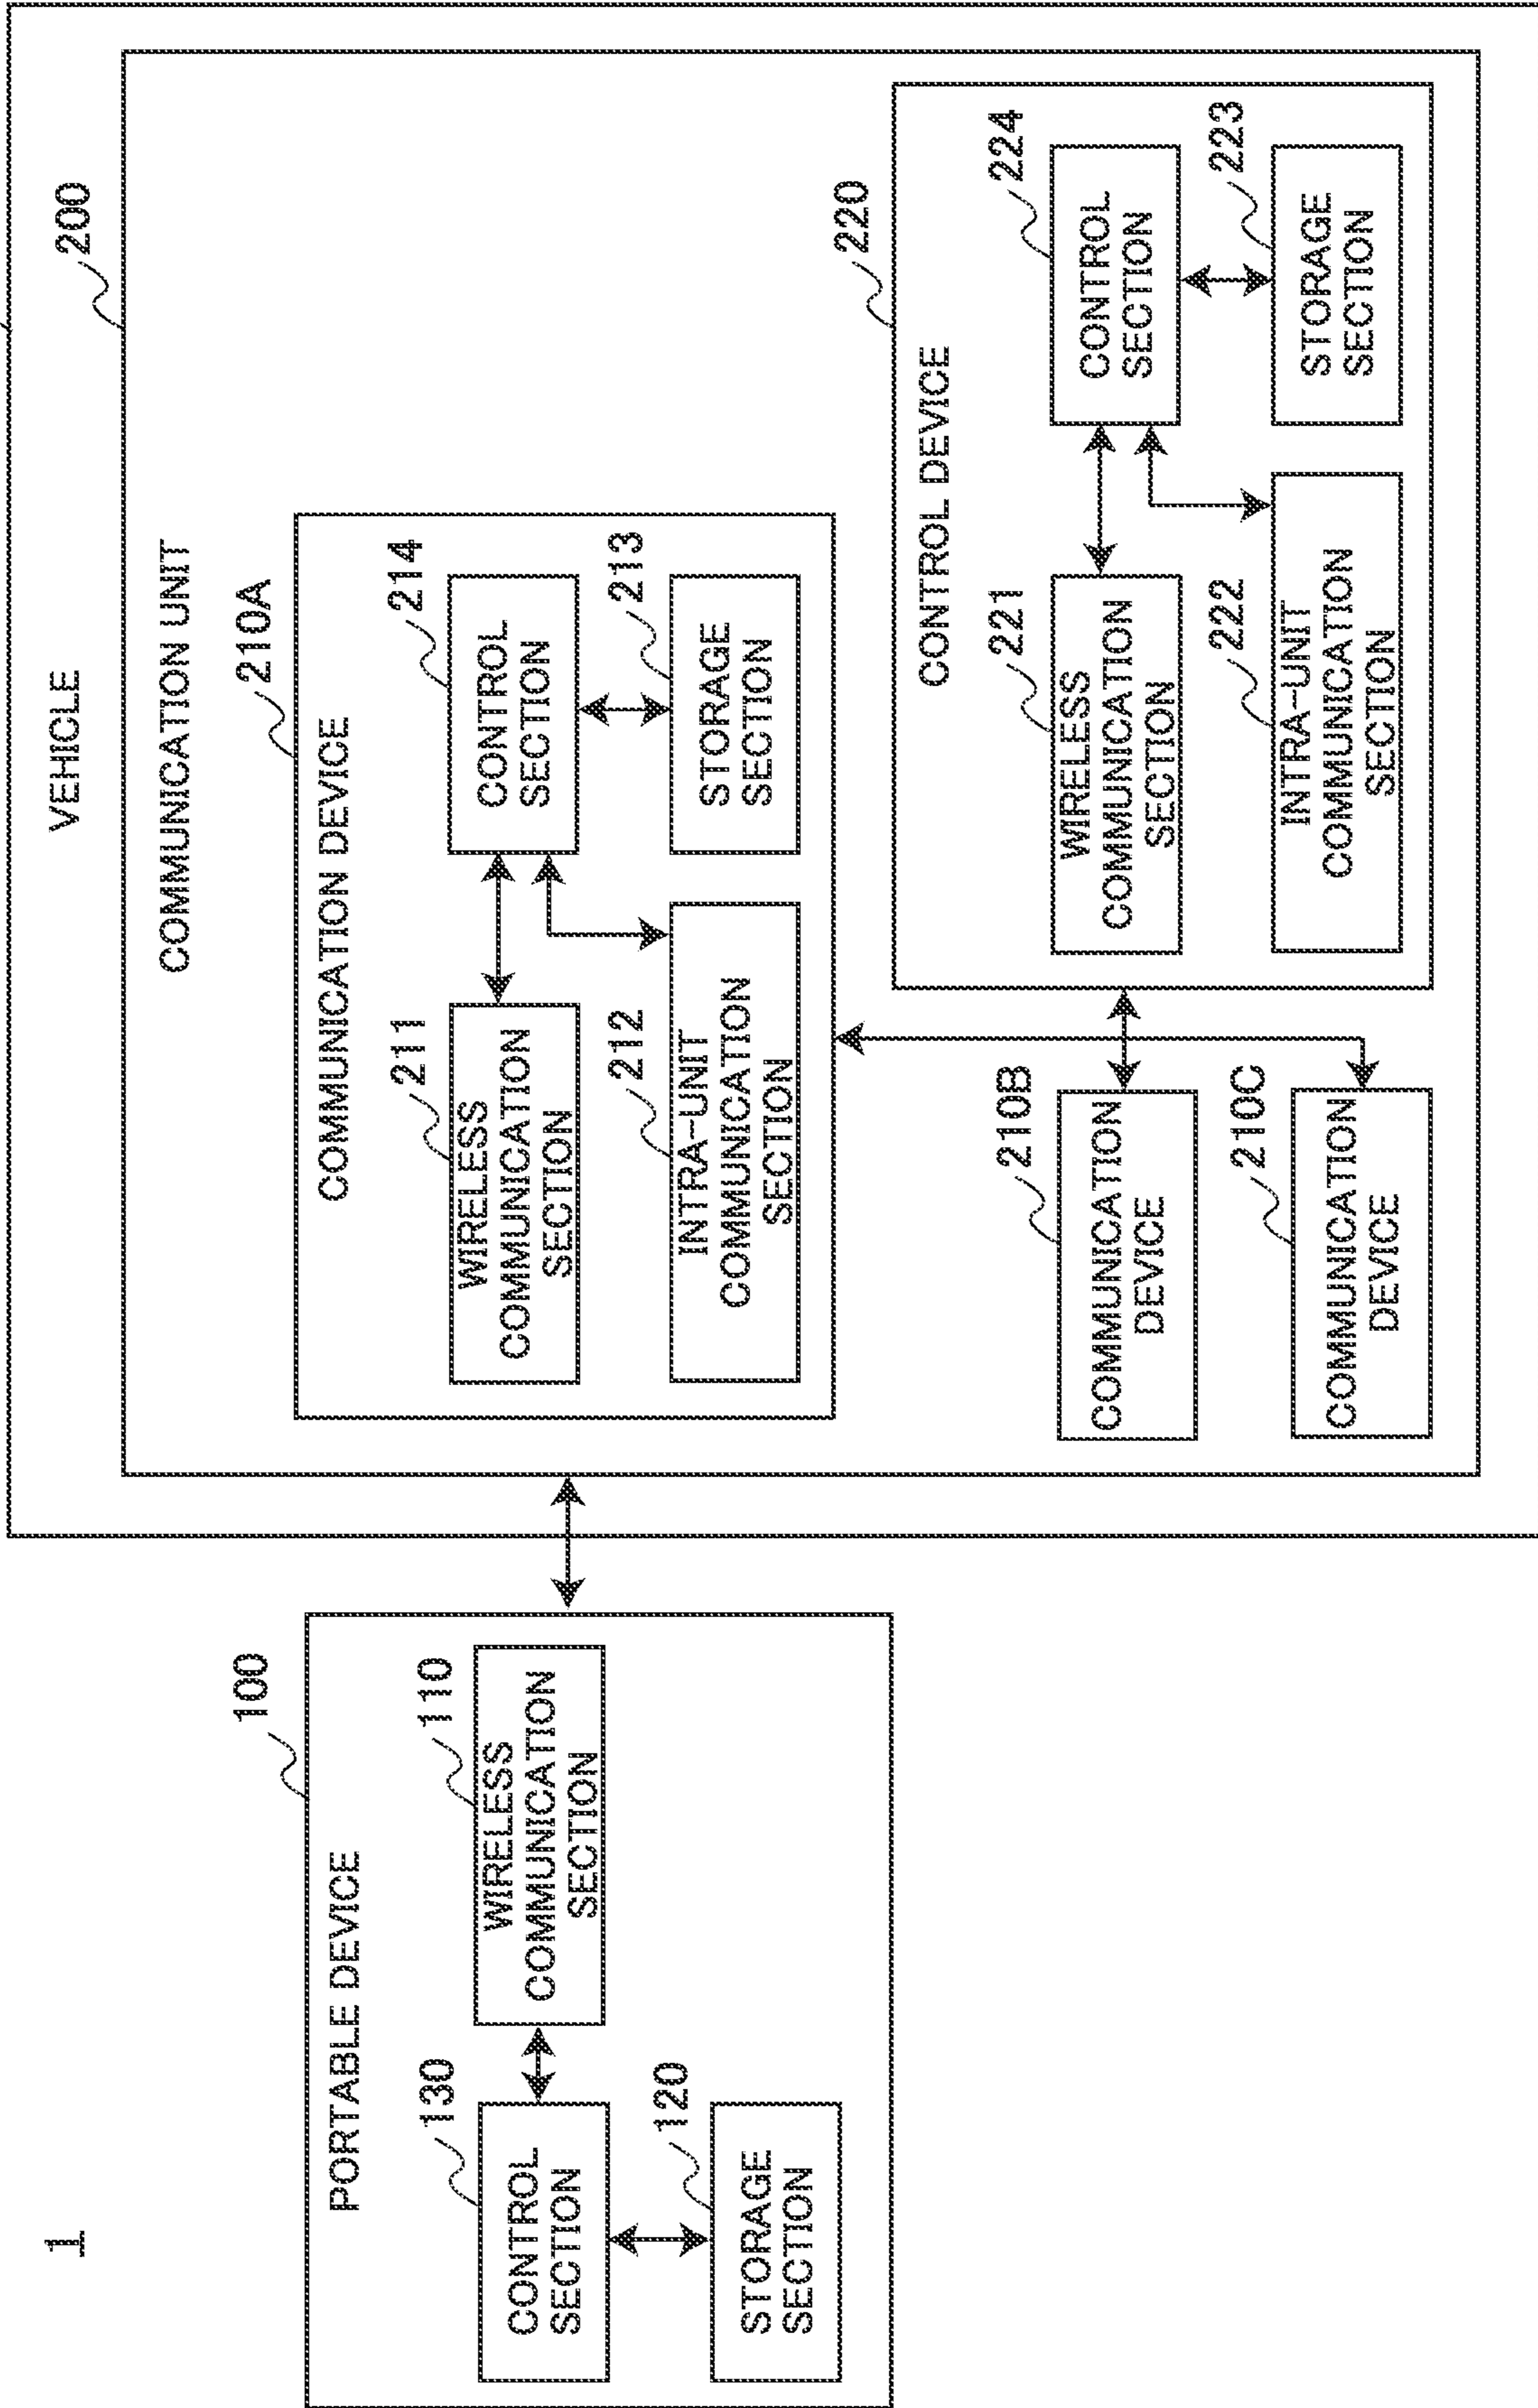 1
PORTABLE DEVICE
100
CONTROL
SECTION
130
WIRELESS
COMMUNICATION
SECTION
110
STORAGE
SECTION
120
VEHICLE
COMMUNICATION UNIT
200
COMMUNICATION DEVICE
210A
WIRELESS
COMMUNICATION
SECTION
211
CONTROL
SECTION
214
INTRA-UNIT
COMMUNICATION
SECTION
212
STORAGE
SECTION
213
COMMUNICATION
DEVICE
210B
COMMUNICATION
DEVICE
210C
CONTROL DEVICE
220
WIRELESS
COMMUNICATION
SECTION
221
CONTROL
SECTION
224
INTRA-UNIT
COMMUNICATION
SECTION
222
STORAGE
SECTION
223